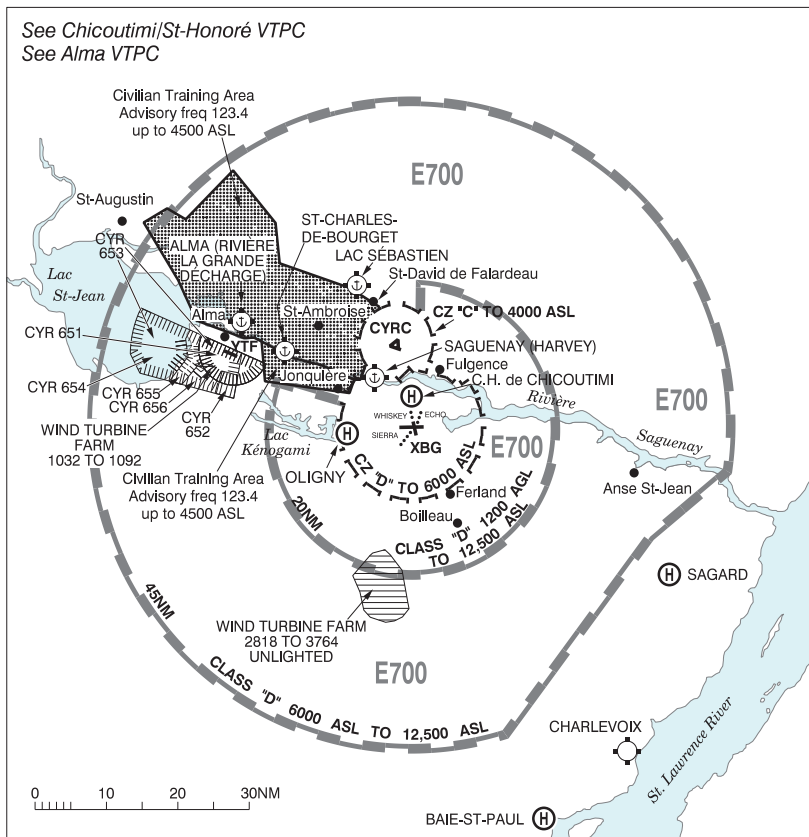 See Chicoutimi/St-Honoré VTPC
See Alma VTPC
Civilian Training Area
Advisory freq 123.4
up to 4500 ASL
E700
St-Augustin
ST-CHARLES-
DE-BOURGET
CYR
653
ALMA (RIVIÈRE
LA GRANDE
DÉCHARGE)
LAC SÉBASTIEN
St-David de Falardeau
Lac
St-Jean
Alma
St-Ambroise
CYRC
CZ "C" TO 4000 ASL
CYR 651
YTF
SAGUENAY (HARVEY)
Jonquière
Fulgence
C.H. de CHICOUTIMI
CYR 654
CYR 655
CYR 656
CYR
652
E700
Rivière
Saguenay
WHISKEY
ECHO
SIERRA
XBG
E700
WIND TURBINE
FARM
1032 TO 1092
Lac
Kénogami
H
H
OLIGNY
CZ "D" TO 6000 ASL
Anse St-Jean
Civilian Training Area
Advisory freq 123.4
up to 4500 ASL
Ferland
Boilleau
20NM
CLASS "D" 1200 AGL
TO 12,500 ASL
H
SAGARD
45NM
WIND TURBINE FARM
2818 TO 3764
UNLIGHTED
E700
CLASS "D" 6000 ASL TO 12,500 ASL
CHARLEVOIX
St. Lawrence River
0 10 20 30NM
BAIE-ST-PAUL
H